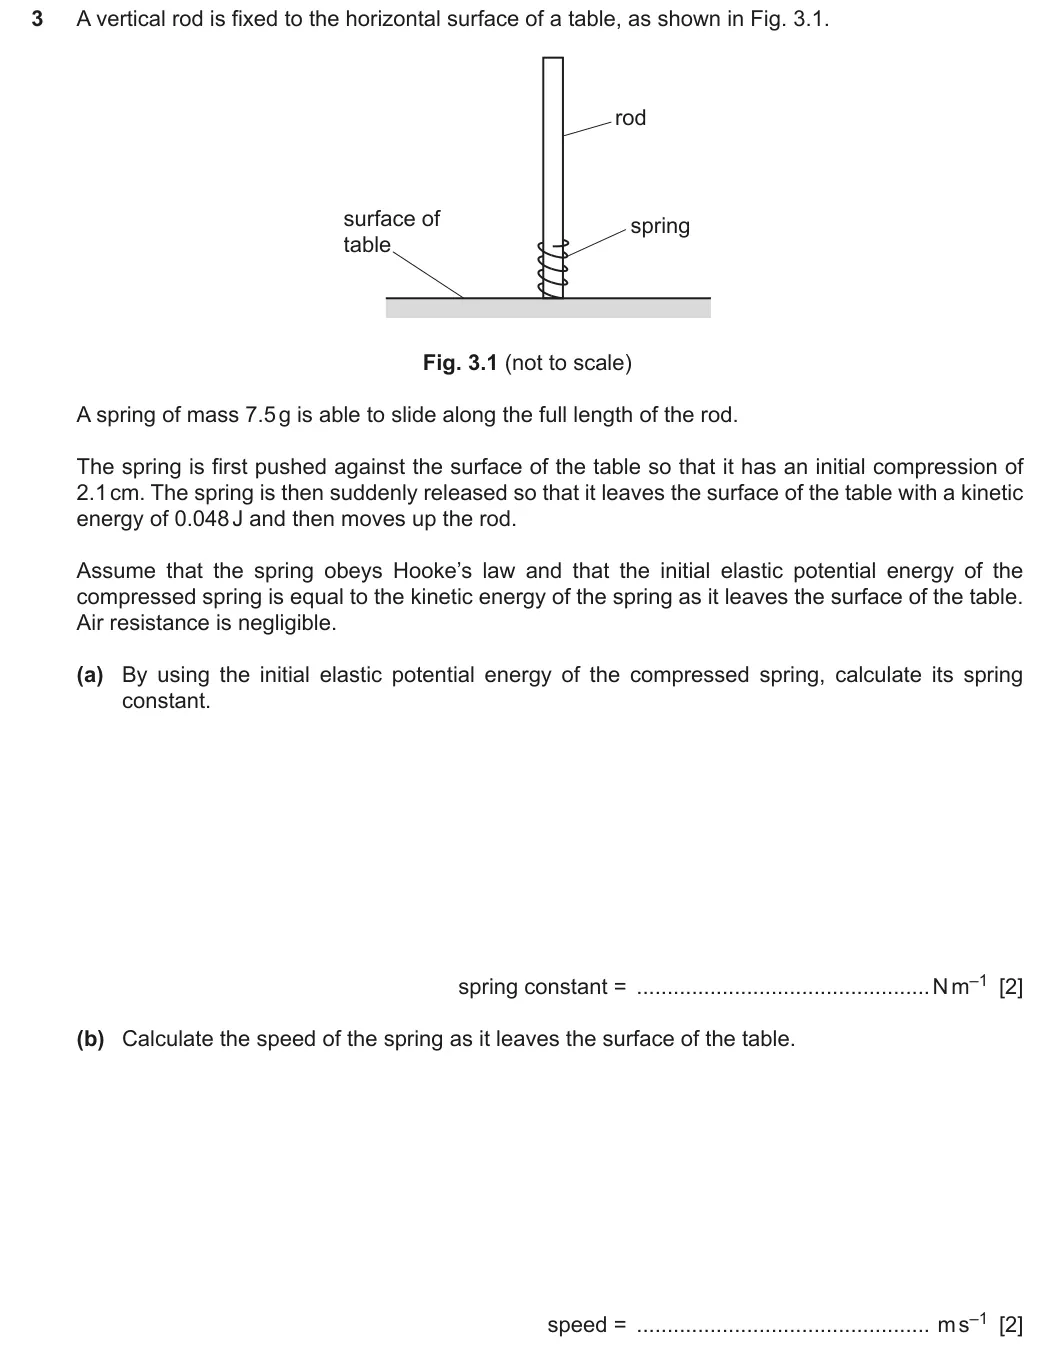 3 A vertical rod is fixed to the horizontal surface of a table, as shown in Fig. 3.1.
rod
surface of
table
spring
Fig. 3.1 (not to scale)
A spring of mass 7.5 g is able to slide along the full length of the rod.
The spring is first pushed against the surface of the table so that it has an initial compression of
2.1 cm. The spring is then suddenly released so that it leaves the surface of the table with a kinetic
energy of 0.048 J and then moves up the rod.
Assume that the spring obeys Hooke’s law and that the initial elastic potential energy of the
compressed spring is equal to the kinetic energy of the spring as it leaves the surface of the table.
Air resistance is negligible.
(a) By using the initial elastic potential energy of the compressed spring, calculate its spring
constant.
spring constant = ................................................ N m⁻¹ [2]
(b) Calculate the speed of the spring as it leaves the surface of the table.
speed = ................................................ m s⁻¹ [2]